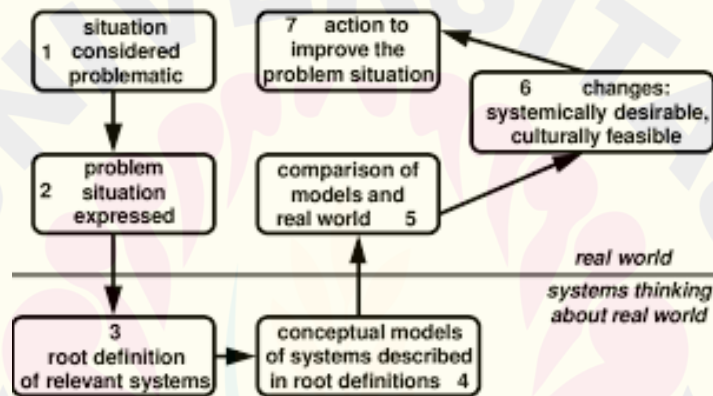 1 situation
considered
problematic
2 problem
situation
expressed
3
root definition
of relevant systems
conceptual models
of systems described
in root definitions 4
comparison of
models and
real world 5
6 changes:
systemically desirable,
culturally feasible
7 action to
improve the
problem situation
real world
systems thinking
about real world